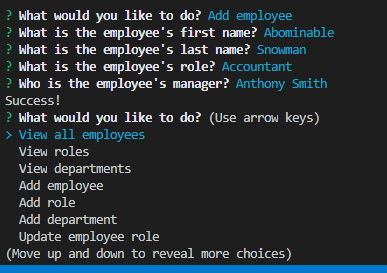 ? What would you like to do? Add employee
? What is the employee's first name? Abominable
? What is the employee's last name? Snowman
? What is the employee's role? Accountant
? Who is the employee's manager? Anthony Smith
Success!
? What would you like to do? (Use arrow keys)
> View all employees
  View roles
  View departments
  Add employee
  Add role
  Add department
  Update employee role
(Move up and down to reveal more choices)